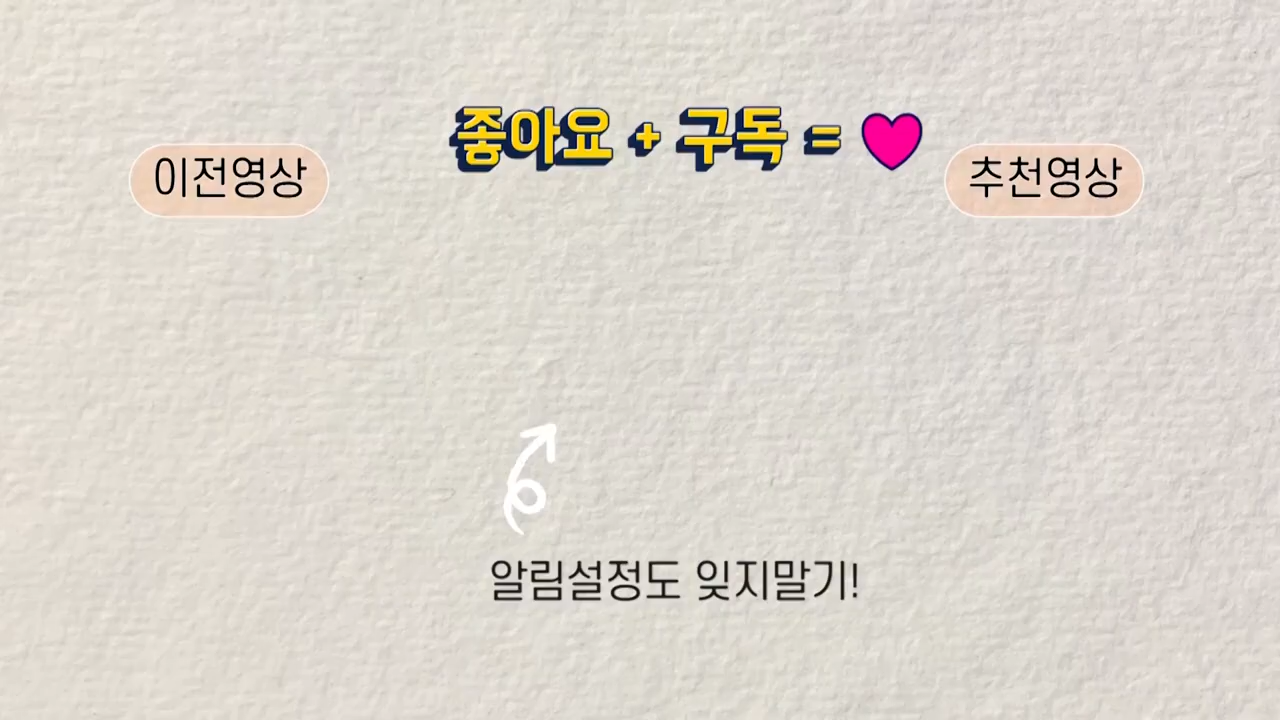 좋아요 + 구독 = ♥
이전영상
추천영상
알림설정도 잊지말기!